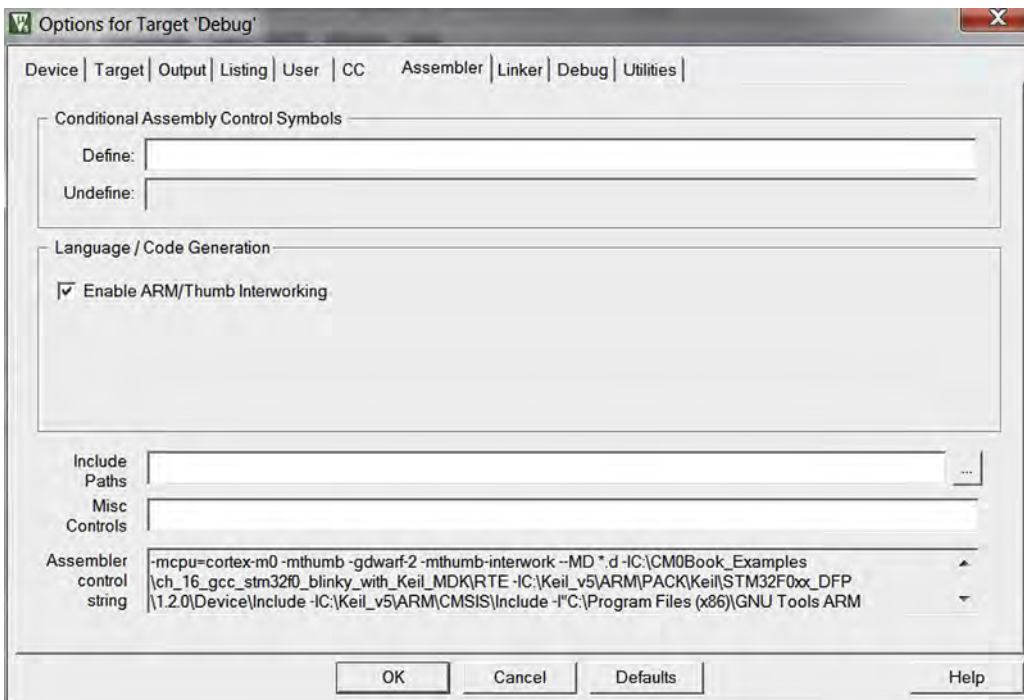 Options for Target 'Debug'
X
Device | Target | Output | Listing | User | CC Assembler | Linker | Debug | Utilities |
Conditional Assembly Control Symbols
Define:
Undefine:
Language / Code Generation
Enable ARM/Thumb Interworking
Include
Paths
...
Misc
Controls
Assembler
control
string
-mcpu=cortex-m0 -mthumb -gdwarf-2 -mthumb-interwork --MD *.d -IC:\CM0Book_Examples
\ch_16_gcc_stm32f0_blinky_with_Keil_MDK\RTE -IC:\Keil_v5\ARM\PACK\Keil\STM32F0xx_DFP
\1.2.0\Device\Include -IC:\Keil_v5\ARM\CMSIS\Include -I"C:\Program Files (x86)\GNU Tools ARM
OK
Cancel
Defaults
Help